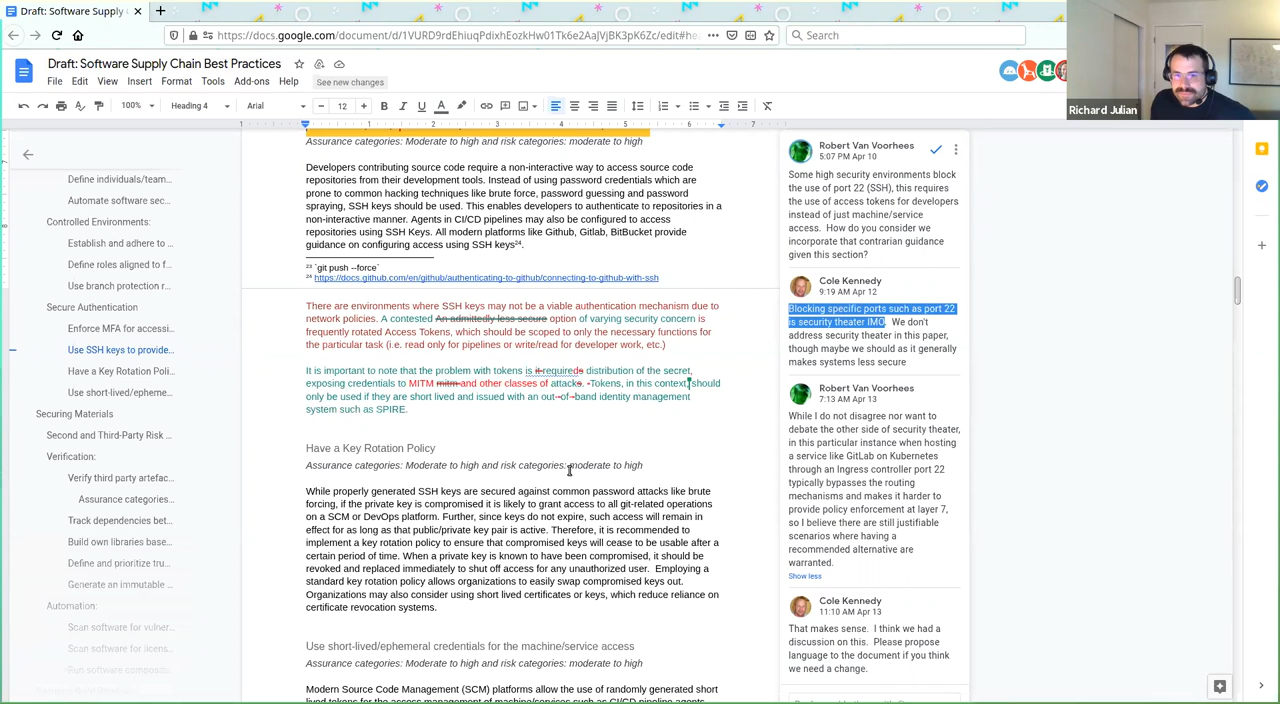 Draft: Software Supply C
https://docs.google.com/document/d/1VURD9rdEhiuqPdixhEozkHw01Tk6e2AaJVjBK3pK6Zc/edit#he
Search
Draft: Software Supply Chain Best Practices
File Edit View Insert Format Tools Add-ons Help See new changes
100% Heading 4 Arial 12
Richard Julian
1 1 2 3 4 5 6 7
Define individuals/team...
Automate software sec...
Controlled Environments:
Establish and adhere to ...
Define roles aligned to f...
Use branch protection r...
Secure Authentication
Enforce MFA for accessi...
Use SSH keys to provide...
Have a Key Rotation Poli...
Use short-lived/epheme...
Securing Materials
Second and Third-Party Risk ...
Verification:
Verify third party artefac...
Assurance categories...
Track dependencies bet...
Build own libraries base...
Define and prioritize tru...
Generate an immutable ...
Automation:
Scan software for vulner...
Scan software for licens...
Run software composi...
Assurance categories: Moderate to high and risk categories: moderate to high
Developers contributing source code require a non-interactive way to access source code
repositories from their development tools. Instead of using password credentials which are
prone to common hacking techniques like brute force, password guessing and password
spraying, SSH keys should be used. This enables developers to authenticate to repositories in a
non-interactive manner. Agents in CI/CD pipelines may also be configured to access
repositories using SSH Keys. All modern platforms like Github, Gitlab, BitBucket provide
guidance on configuring access using SSH keys²⁴.
²³ `git push --force`
²⁴ https://docs.github.com/en/github/authenticating-to-github/connecting-to-github-with-ssh
There are environments where SSH keys may not be a viable authentication mechanism due to
network policies. A contested An admittedly less secure option of varying security concern is
frequently rotated Access Tokens, which should be scoped to only the necessary functions for
the particular task (i.e. read only for pipelines or write/read for developer work, etc.)
It is important to note that the problem with tokens is it requireds distribution of the secret,
exposing credentials to MITM mitm and other classes of attacks. -Tokens, in this context, should
only be used if they are short lived and issued with an out--of-band identity management
system such as SPIRE.
Have a Key Rotation Policy
Assurance categories: Moderate to high and risk categories: moderate to high
While properly generated SSH keys are secured against common password attacks like brute
forcing, if the private key is compromised it is likely to grant access to all git-related operations
on a SCM or DevOps platform. Further, since keys do not expire, such access will remain in
effect for as long as that public/private key pair is active. Therefore, it is recommended to
implement a key rotation policy to ensure that compromised keys will cease to be usable after a
certain period of time. When a private key is known to have been compromised, it should be
revoked and replaced immediately to shut off access for any unauthorized user. Employing a
standard key rotation policy allows organizations to easily swap compromised keys out.
Organizations may also consider using short lived certificates or keys, which reduce reliance on
certificate revocation systems.
Use short-lived/ephemeral credentials for the machine/service access
Assurance categories: Moderate to high and risk categories: moderate to high
Modern Source Code Management (SCM) platforms allow the use of randomly generated short
lived tokens for the access management of machines/services such as CI/CD pipeline agents
Robert Van Voorhees
5:07 PM Apr 10
Some high security environments block
the use of port 22 (SSH), this requires
the use of access tokens for developers
instead of just machine/service
access. How do you consider we
incorporate that contrarian guidance
given this section?
Cole Kennedy
9:19 AM Apr 12
Blocking specific ports such as port 22
is security theater IMO. We don't
address security theater in this paper,
though maybe we should as it generally
makes systems less secure
Robert Van Voorhees
7:13 AM Apr 13
While I do not disagree nor want to
debate the other side of security theater,
in this particular instance when hosting
a service like GitLab on Kubernetes
through an Ingress controller port 22
typically bypasses the routing
mechanisms and makes it harder to
provide policy enforcement at layer 7,
so I believe there are still justifiable
scenarios where having a
recommended alternative are
warranted.
Show less
Cole Kennedy
11:10 AM Apr 13
That makes sense. I think we had a
discussion on this. Please propose
language to the document if you think
we need a change.